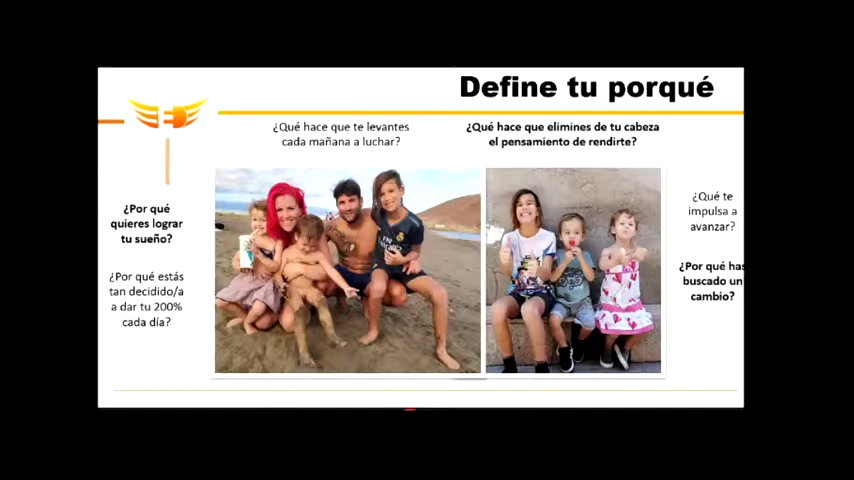 Define tu porqué
¿Qué hace que te levantes
cada mañana a luchar?
¿Qué hace que elimines de tu cabeza
el pensamiento de rendirte?
¿Por qué
quieres lograr
tu sueño?
¿Por qué estás
tan decidido/a
a dar tu 200%
cada día?
Fly
Emirates
¿Qué te
impulsa a
avanzar?
¿Por qué has
buscado un
cambio?